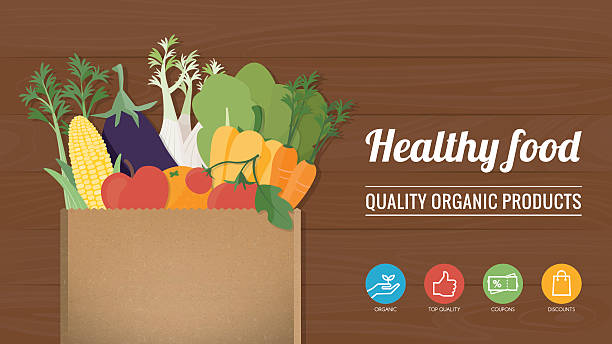 Healthy food
QUALITY ORGANIC PRODUCTS
%
ORGANIC TOP QUALITY COUPONS DISCOUNTS